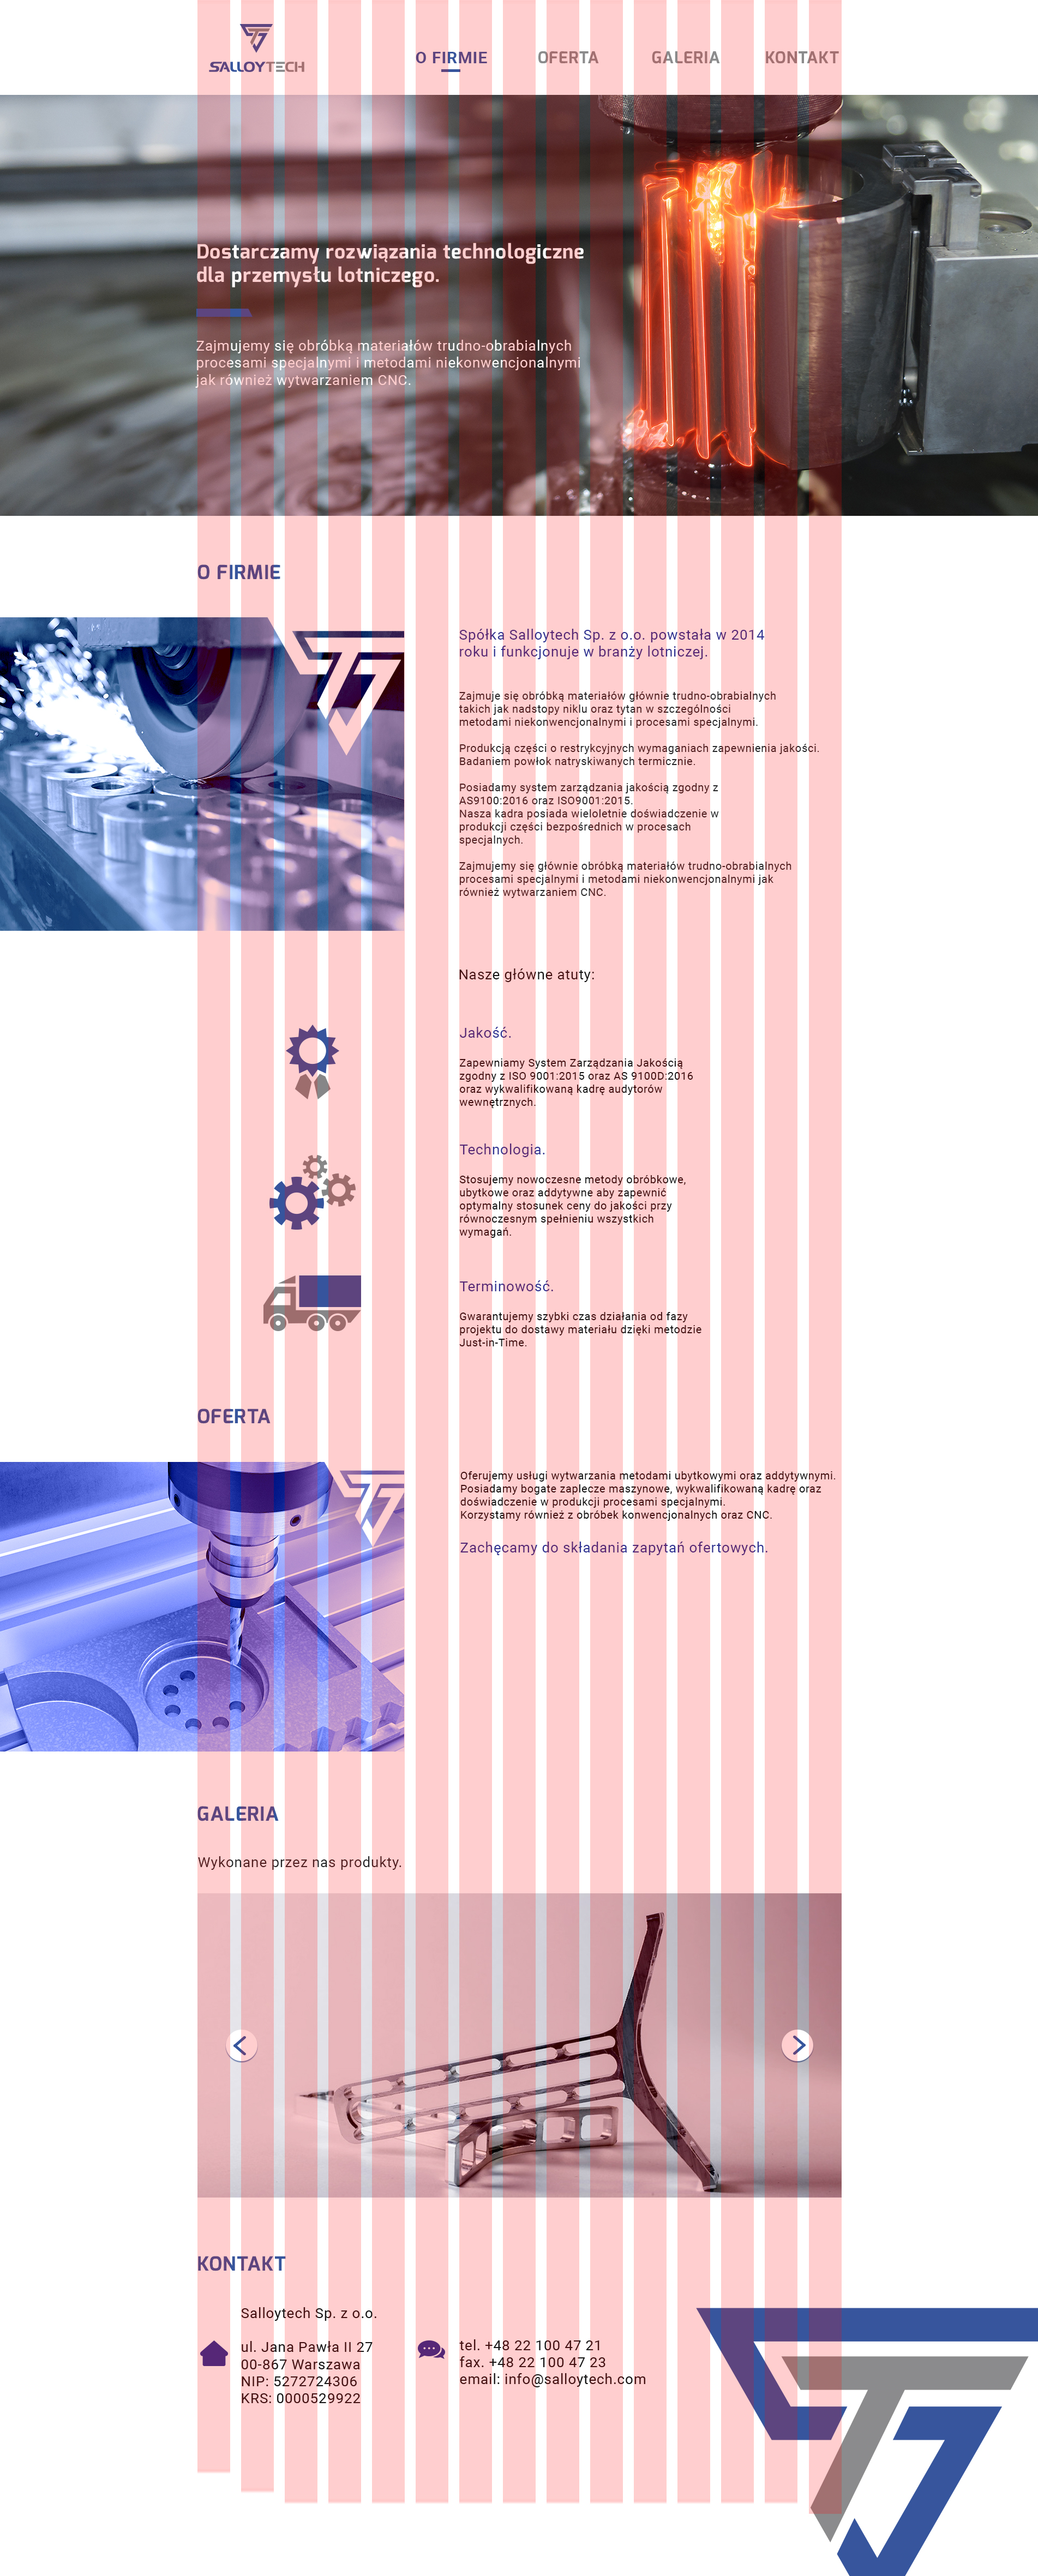 SALLOYTECH
O FIRMIE OFERTA GALERIA KONTAKT
Dostarczamy rozwiązania technologiczne
dla przemysłu lotniczego.
Zajmujemy się obróbką materiałów trudno-obrabialnych
procesami specjalnymi i metodami niekonwencjonalnymi
jak również wytwarzaniem CNC.
O FIRMIE
Spółka Salloytech Sp. z o.o. powstała w 2014
roku i funkcjonuje w branży lotniczej.
Zajmuje się obróbką materiałów głównie trudno-obrabialnych
takich jak nadstopy niklu oraz tytan w szczególności
metodami niekonwencjonalnymi i procesami specjalnymi.
Produkcją części o restrykcyjnych wymaganiach zapewnienia jakości.
Badaniem powłok natryskiwanych termicznie.
Posiadamy system zarządzania jakością zgodny z
AS9100:2016 oraz ISO9001:2015.
Nasza kadra posiada wieloletnie doświadczenie w
produkcji części bezpośrednich w procesach
specjalnych.
Zajmujemy się głównie obróbką materiałów trudno-obrabialnych
procesami specjalnymi i metodami niekonwencjonalnymi jak
również wytwarzaniem CNC.
Nasze główne atuty:
Jakość.
Zapewniamy System Zarządzania Jakością
zgodny z ISO 9001:2015 oraz AS 9100D:2016
oraz wykwalifikowaną kadrę audytorów
wewnętrznych.
Technologia.
Stosujemy nowoczesne metody obróbkowe,
ubytkowe oraz addytywne aby zapewnić
optymalny stosunek ceny do jakości przy
równoczesnym spełnieniu wszystkich
wymagań.
Terminowość.
Gwarantujemy szybki czas działania od fazy
projektu do dostawy materiału dzięki metodzie
Just-in-Time.
OFERTA
Oferujemy usługi wytwarzania metodami ubytkowymi oraz addytywnymi.
Posiadamy bogate zaplecze maszynowe, wykwalifikowaną kadrę oraz
doświadczenie w produkcji procesami specjalnymi.
Korzystamy również z obróbek konwencjonalnych oraz CNC.
Zachęcamy do składania zapytań ofertowych.
GALERIA
Wykonane przez nas produkty.
KONTAKT
Salloytech Sp. z o.o.
ul. Jana Pawła II 27
00-867 Warszawa
NIP: 5272724306
KRS: 0000529922
tel. +48 22 100 47 21
fax. +48 22 100 47 23
email: info@salloytech.com